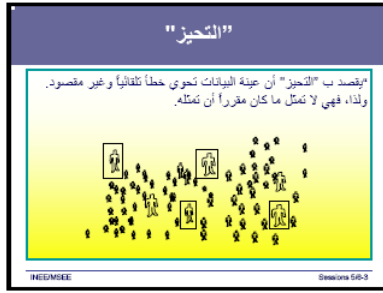 "التحيز"
•يقصد ب "التحيز" أن عينة البيانات تحوي خطأ تلقائياً وغير مقصود.
ولذا، فهي لا تمثل ما كان مقرراً أن تمثله.
INEE/MSEE
Sessions 5/6-3